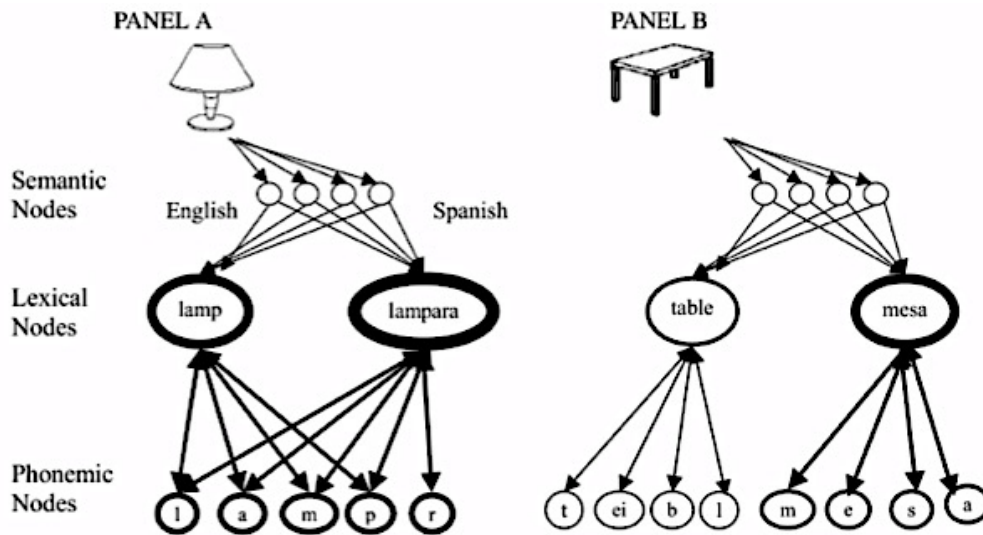 PANEL A
PANEL B
Semantic
Nodes
English
Spanish
Lexical
Nodes
lamp
lampara
table
mesa
Phonemic
Nodes
l a m p r
t ei b l
m e s a